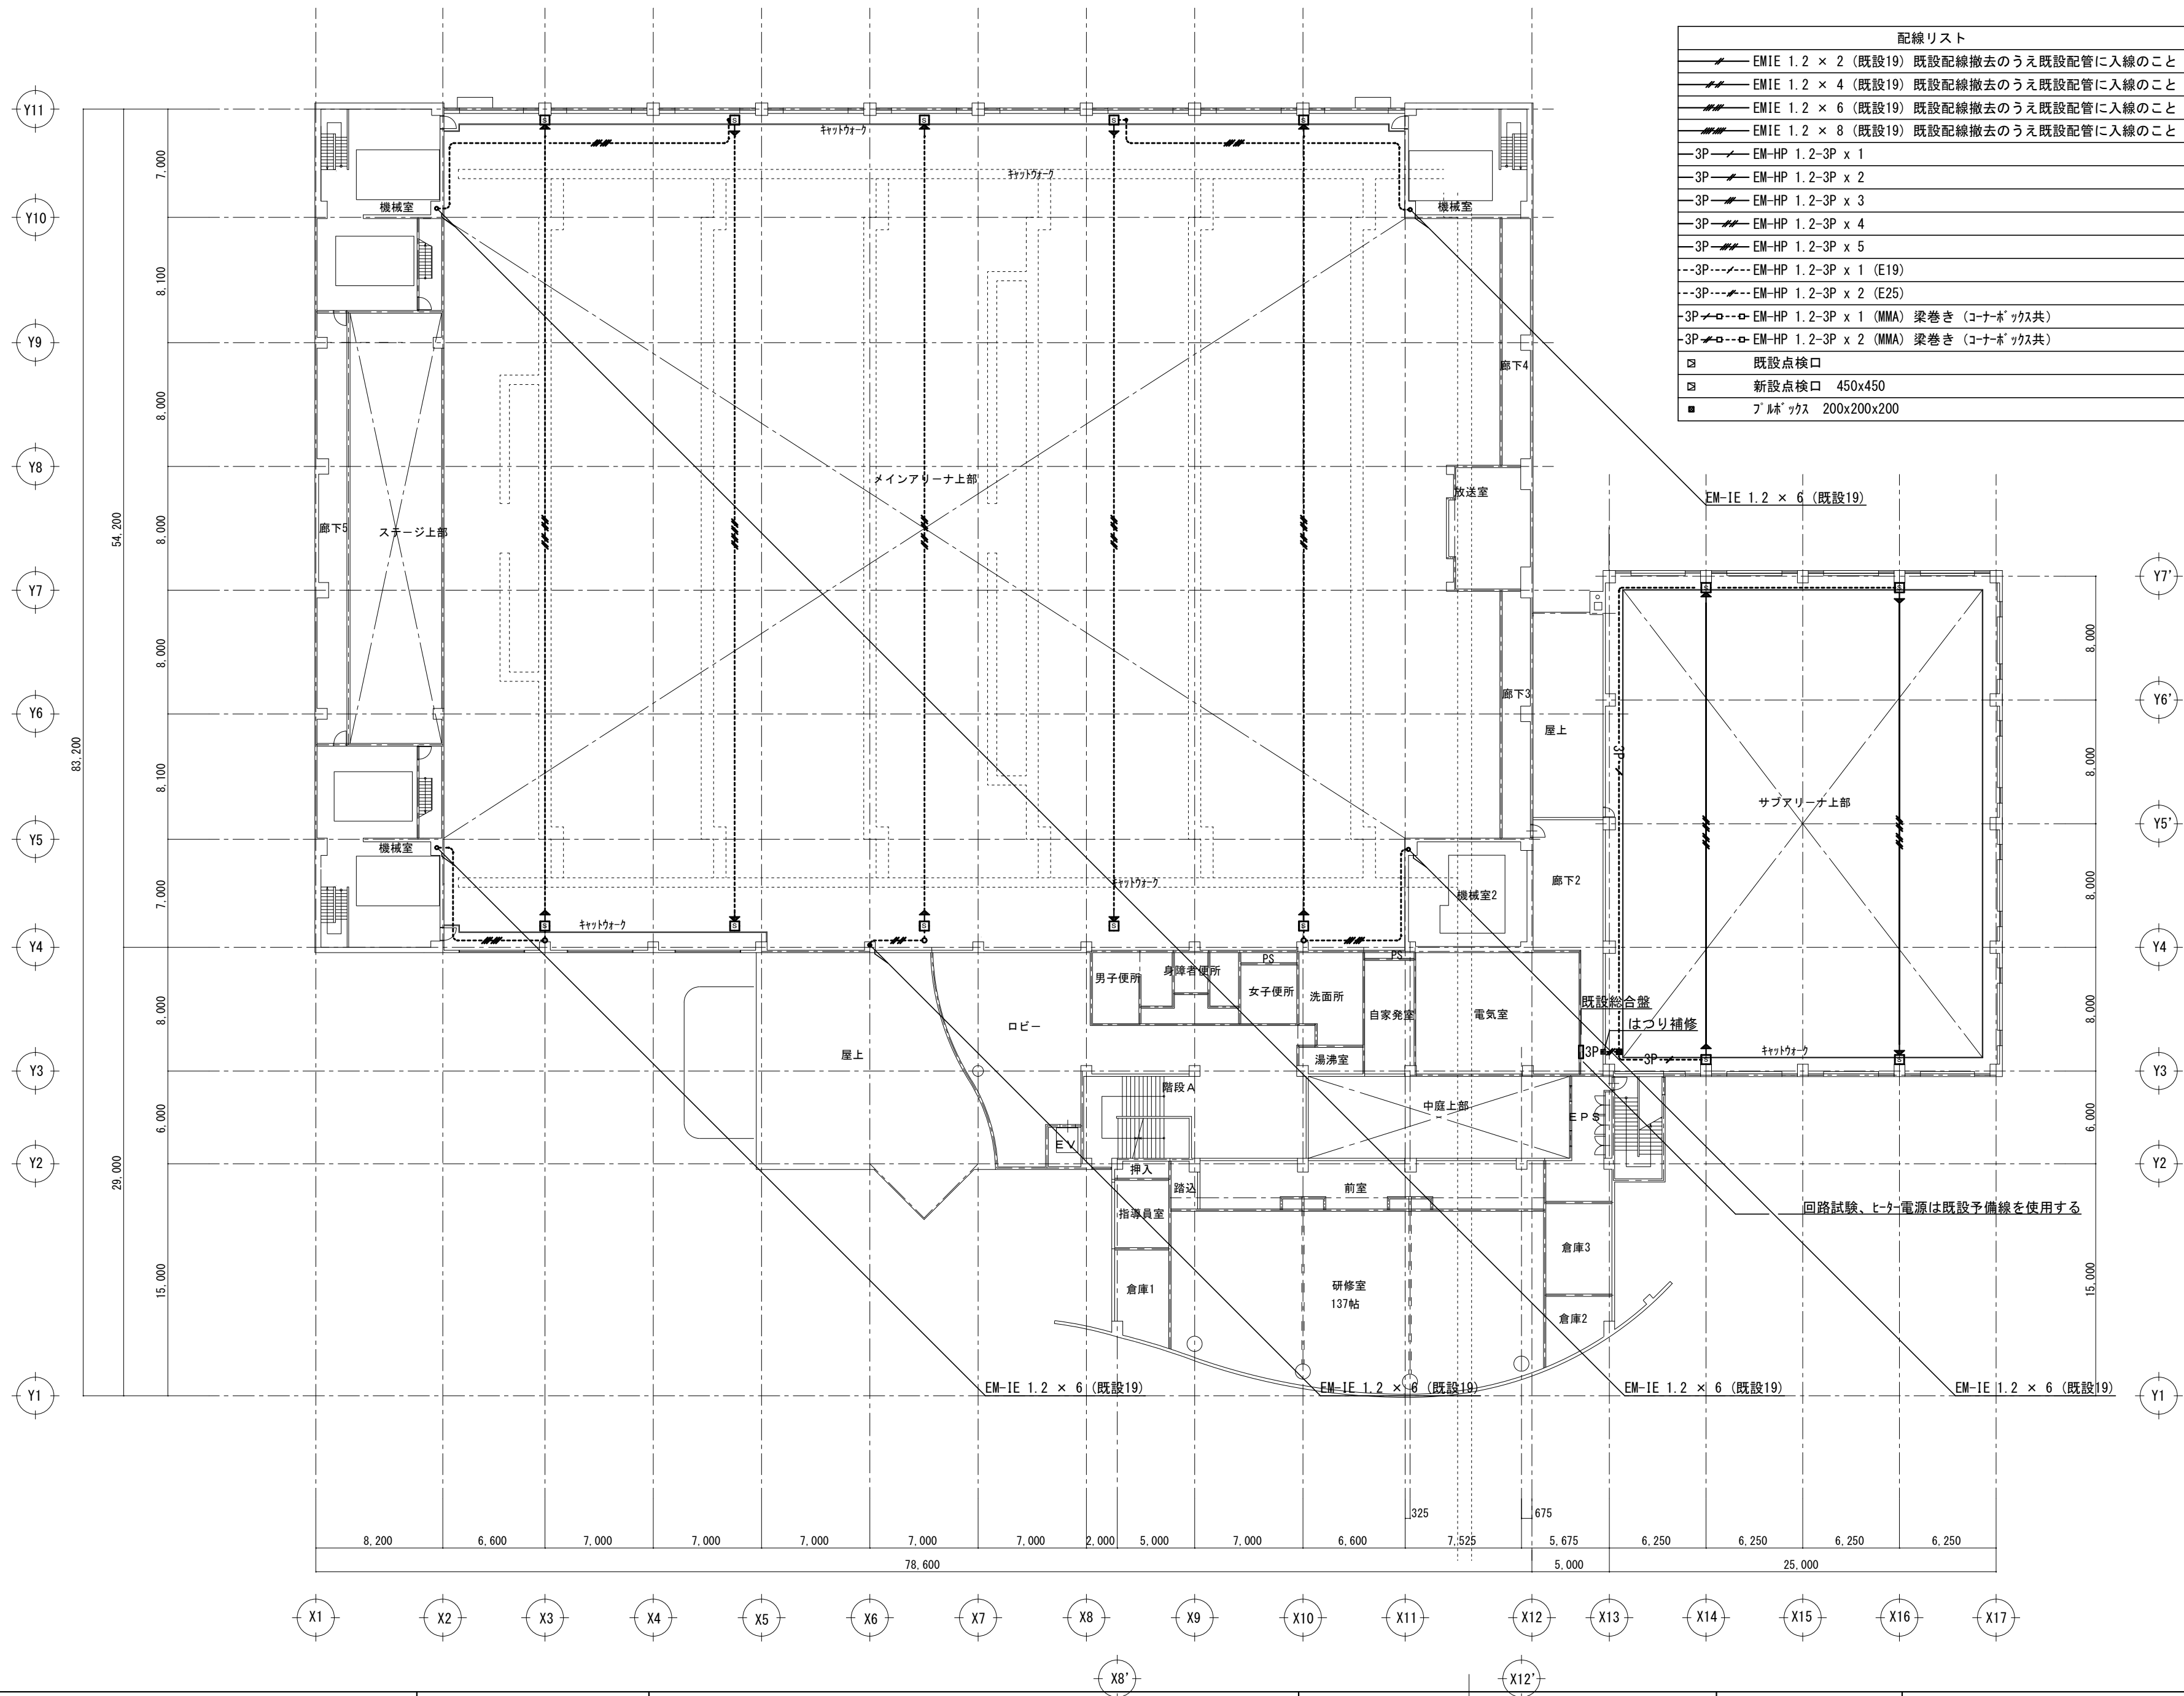 配線リスト
EMIE 1.2 × 2 (既設19) 既設配線撤去のうえ既設配管に入線のこと
EMIE 1.2 × 4 (既設19) 既設配線撤去のうえ既設配管に入線のこと
EMIE 1.2 × 6 (既設19) 既設配線撤去のうえ既設配管に入線のこと
EMIE 1.2 × 8 (既設19) 既設配線撤去のうえ既設配管に入線のこと
3P EM-HP 1.2-3P x 1
3P EM-HP 1.2-3P x 2
3P EM-HP 1.2-3P x 3
3P EM-HP 1.2-3P x 4
3P EM-HP 1.2-3P x 5
3P EM-HP 1.2-3P x 1 (E19)
3P EM-HP 1.2-3P x 2 (E25)
3P EM-HP 1.2-3P x 1 (MMA) 梁巻き (ｺｰﾅｰﾎﾞｯｸｽ共)
3P EM-HP 1.2-3P x 2 (MMA) 梁巻き (ｺｰﾅｰﾎﾞｯｸｽ共)
既設点検口
新設点検口 450x450
ﾌﾟﾙﾎﾞｯｸｽ 200x200x200
Y11
Y10
Y9
Y8
Y7
Y6
Y5
Y4
Y3
Y2
Y1
83,200
54,200
29,000
7,000
8,100
8,000
8,000
8,000
8,100
7,000
8,000
6,000
15,000
S
S
S
S
S
ｷｬｯﾄｳｫｰｸ
ｷｬｯﾄｳｫｰｸ
機械室
機械室
廊下4
メインアリーナ上部
放送室
廊下5
ステージ上部
EM-IE 1.2 × 6 (既設19)
廊下3
屋上
3P
サブアリーナ上部
S
S
機械室
ｷｬｯﾄｳｫｰｸ
機械室2
廊下2
ｷｬｯﾄｳｫｰｸ
S
S
S
S
S
男子便所
身障者便所
PS
女子便所
洗面所
PS
自家発室
電気室
既設総合盤
はつり補修
3P
3P
ｷｬｯﾄｳｫｰｸ
S
S
ロビー
屋上
湯沸室
階段A
中庭上部
EPS
EV
押入
踏込
前室
指導員室
倉庫1
研修室
137帖
倉庫3
倉庫2
回路試験、ﾋｰﾀｰ電源は既設予備線を使用する
EM-IE 1.2 × 6 (既設19)
EM-IE 1.2 × 6 (既設19)
EM-IE 1.2 × 6 (既設19)
EM-IE 1.2 × 6 (既設19)
Y7'
Y6'
Y5'
Y4
Y3
Y2
Y1
8,000
8,000
8,000
8,000
6,000
15,000
325
675
8,200
6,600
7,000
7,000
7,000
7,000
7,000
2,000
5,000
7,000
6,600
7,525
5,675
6,250
6,250
6,250
6,250
78,600
5,000
25,000
X1
X2
X3
X4
X5
X6
X7
X8
X9
X10
X11
X12
X13
X14
X15
X16
X17
X8'
X12'